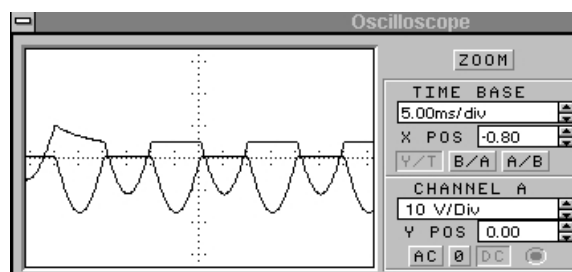 Oscilloscope
ZOOM
TIME BASE
5.00ms/div
X POS -0.80
Y/T B/A A/B
CHANNEL A
10 V/Div
Y POS 0.00
AC 0 DC